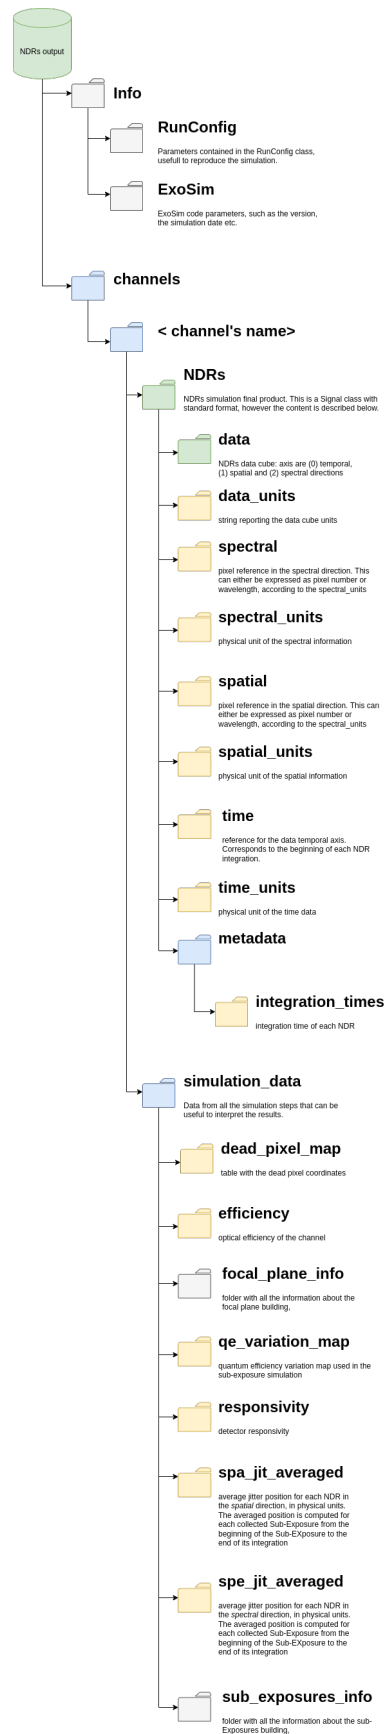 NDRs output
Info
RunConfig
Parameters contained in the RunConfig class,
usefull to reproduce the simulation.
ExoSim
ExoSim code parameters, such as the version,
the simulation date etc.
channels
< channel's name>
NDRs
NDRs simulation final product. This is a Signal class with
standard format, however the content is described below.
data
NDRs data cube: axis are (0) temporal,
(1) spatial and (2) spectral directions
data_units
string reporting the data cube units
spectral
pixel reference in the spectral direction. This
can either be expressed as pixel number or
wavelength, according to the spectral_units
spectral_units
physical unit of the spectral information
spatial
pixel reference in the spatial direction. This can
either be expressed as pixel number or
wavelength, according to the spectral_units
spatial_units
physical unit of the spatial information
time
reference for the data temporal axis.
Corresponds to the beginning of each NDR
integration.
time_units
physical unit of the time data
metadata
integration_times
integration time of each NDR
simulation_data
Data from all the simulation steps that can be
useful to interpret the results.
dead_pixel_map
table with the dead pixel coordinates
efficiency
optical efficiency of the channel
focal_plane_info
folder with all the information about the
focal plane building,
qe_variation_map
quantum efficiency variation map used in the
sub-exposure simulation
responsivity
detector responsivity
spa_jit_averaged
average jitter position for each NDR in
the spatial direction, in physical units.
The averaged position is computed for
each collected Sub-EXposure from the
beginning of the Sub-EXposure to the
end of its integration
spe_jit_averaged
average jitter position for each NDR in
the spectral direction, in physical units.
The averaged position is computed for
each collected Sub-EXposure from the
beginning of the Sub-EXposure to the
end of its integration
sub_exposures_info
folder with all the information about the sub-
Exposures building,